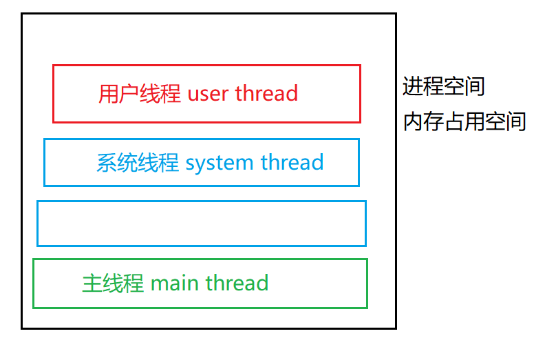 用户线程 user thread
进程空间
内存占用空间
系统线程 system thread
主线程 main thread